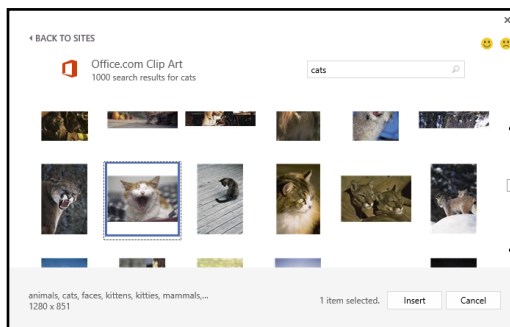 BACK TO SITES
Office.com Clip Art
1000 search results for cats
cats
animals, cats, faces, kittens, kitties, mammals,...
1280 x 851
1 item selected.
Insert
Cancel